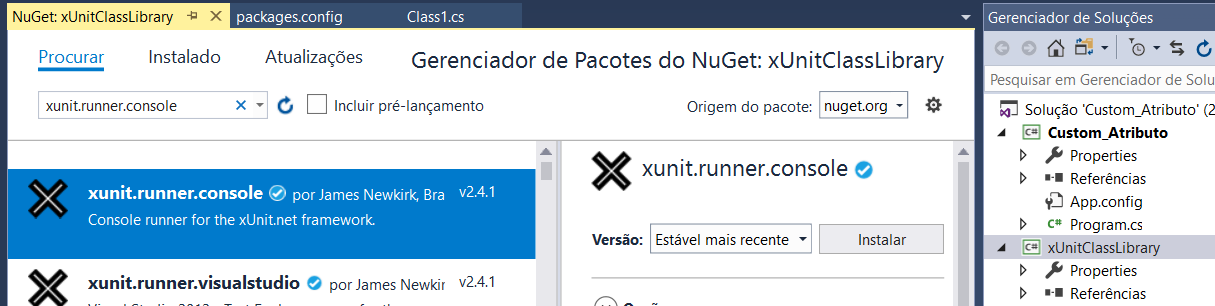 NuGet: xUnitClassLibrary
packages.config
Class1.cs
Procurar
Instalado
Atualizações
Gerenciador de Pacotes do NuGet: xUnitClassLibrary
xunit.runner.console
Incluir pré-lançamento
Origem do pacote: nuget.org
xunit.runner.console por James Newkirk, Bra v2.4.1
Console runner for the xUnit.net framework.
xunit.runner.visualstudio por James Newkir v2.4.1
xunit.runner.console
Versão: Estável mais recente
Instalar
Gerenciador de Soluções
Pesquisar em Gerenciador de Solu
Solução 'Custom_Atributo' (2
C# Custom_Atributo
Properties
Referências
App.config
C# Program.cs
C# xUnitClassLibrary
Properties
Referências